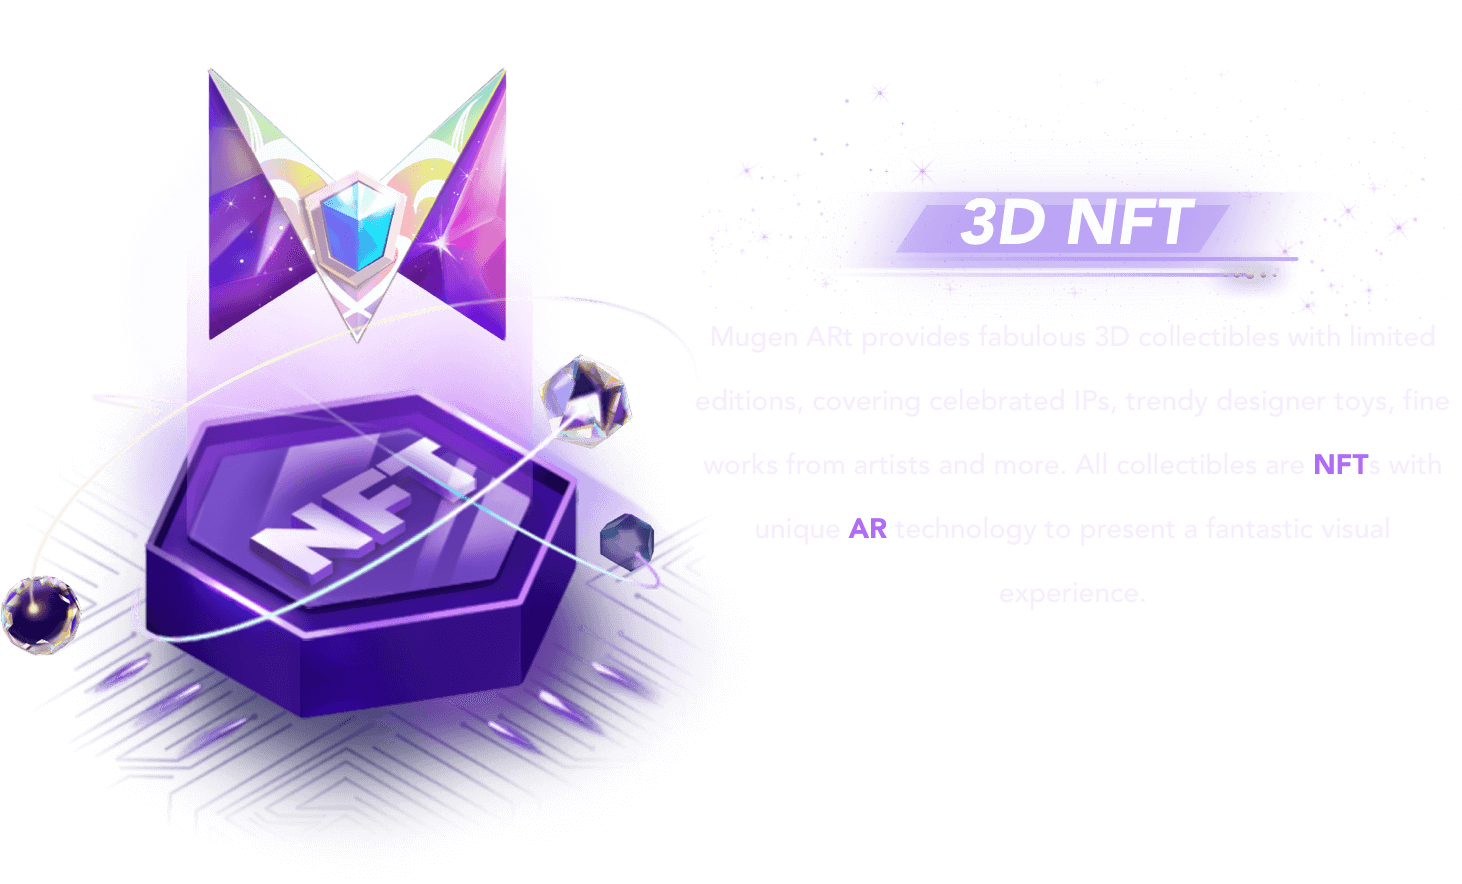 3D NFT
Mugen ARt provides fabulous 3D collectibles with limited
editions, covering celebrated IPs, trendy designer toys, fine
works from artists and more. All collectibles are NFTs with
unique AR technology to present a fantastic visual
experience.
NFT